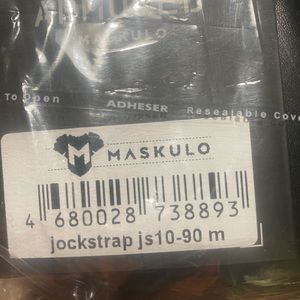 MASKULO
To Open
ADHESER
Resealable Cove
MASKULO
4 680028 738893
jockstrap js10-90 m